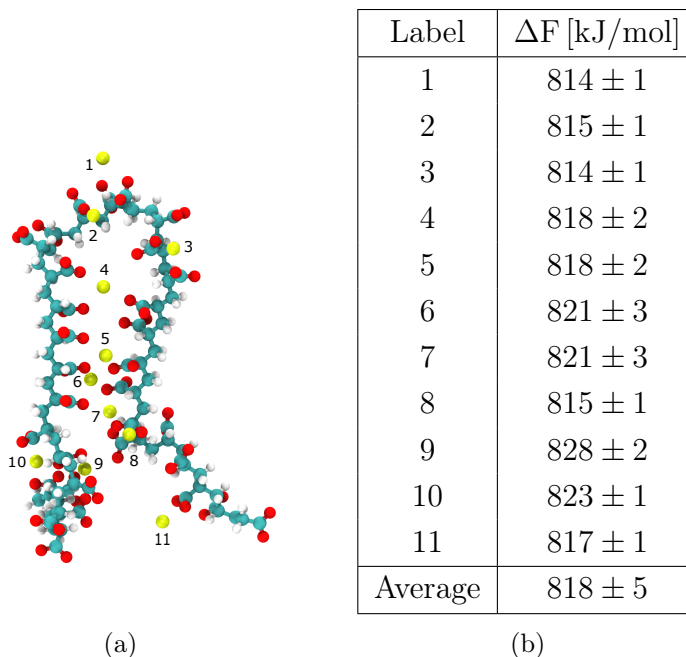 1
2
3
4
5
6
7
8
9
10
11
(a)
Label ΔF [kJ/mol]
1 814 ± 1
2 815 ± 1
3 814 ± 1
4 818 ± 2
5 818 ± 2
6 821 ± 3
7 821 ± 3
8 815 ± 1
9 828 ± 2
10 823 ± 1
11 817 ± 1
Average 818 ± 5
(b)